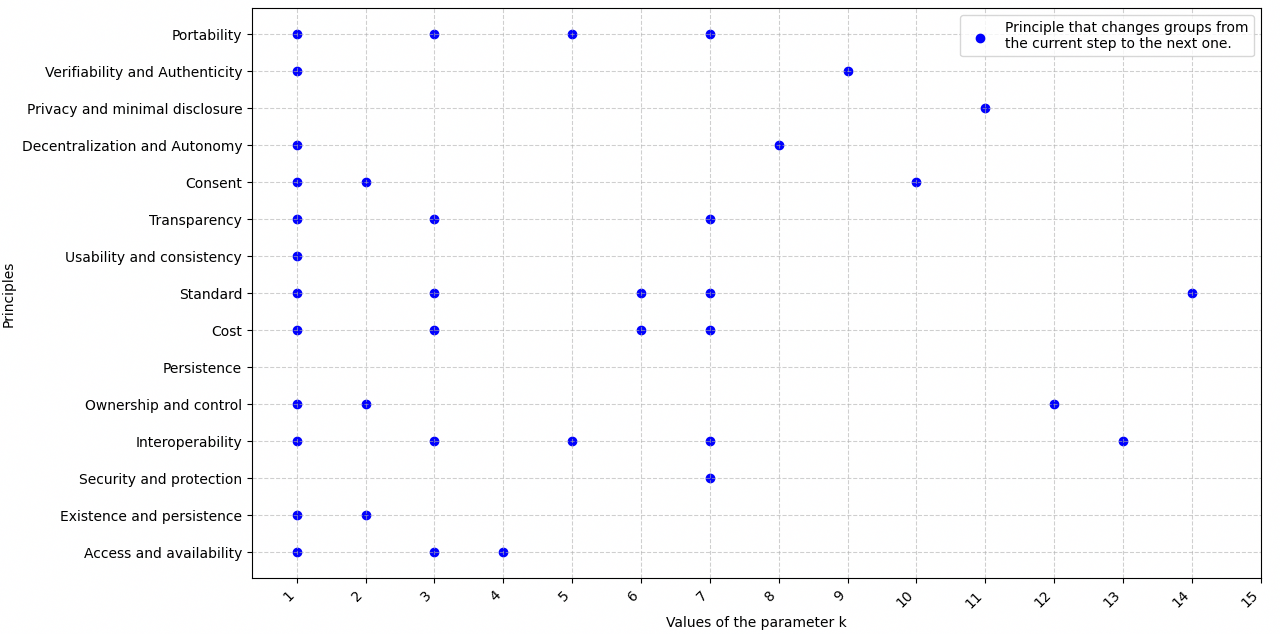 Principle that changes groups from
the current step to the next one.
Principles
Portability
Verifiability and Authenticity
Privacy and minimal disclosure
Decentralization and Autonomy
Consent
Transparency
Usability and consistency
Standard
Cost
Persistence
Ownership and control
Interoperability
Security and protection
Existence and persistence
Access and availability
1 2 3 4 5 6 7 8 9 10 11 12 13 14 15
Values of the parameter k